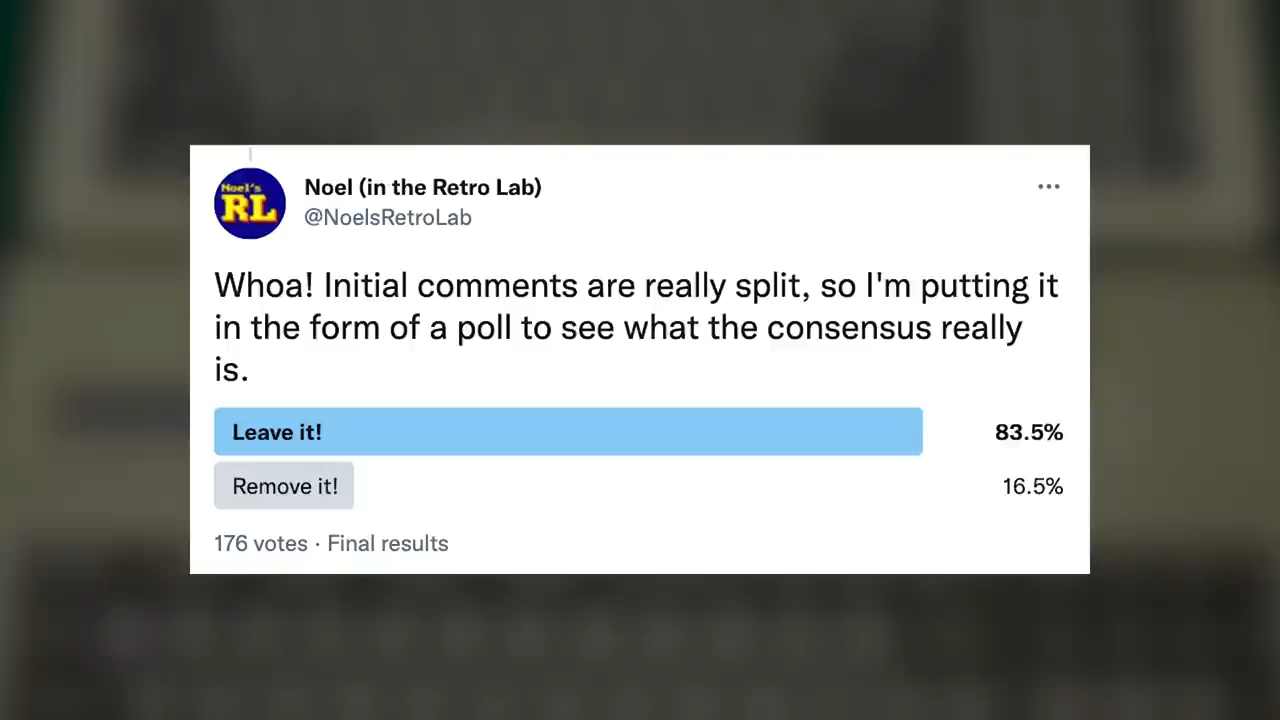 Noel's
RL
Noel (in the Retro Lab)
@NoelsRetroLab
Whoa! Initial comments are really split, so I'm putting it
in the form of a poll to see what the consensus really
is.
Leave it! 83.5%
Remove it! 16.5%
176 votes · Final results